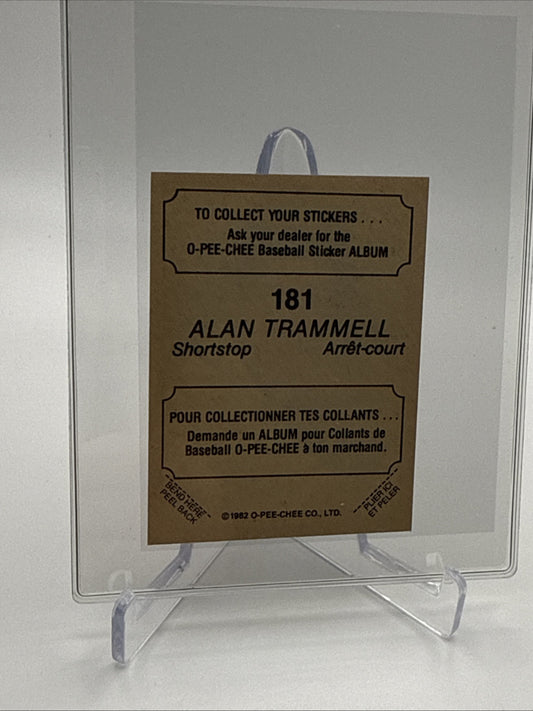 TO COLLECT YOUR STICKERS . . .
Ask your dealer for the
O-PEE-CHEE Baseball Sticker ALBUM
181
ALAN TRAMMELL
Shortstop Arrêt-court
POUR COLLECTIONNER TES COLLANTS . . .
Demande un ALBUM pour Collants de
Baseball O-PEE-CHEE à ton marchand.
BEND HERE
PEEL BACK
©1982 O-PEE-CHEE CO., LTD.
PLIER ICI
ET PELER